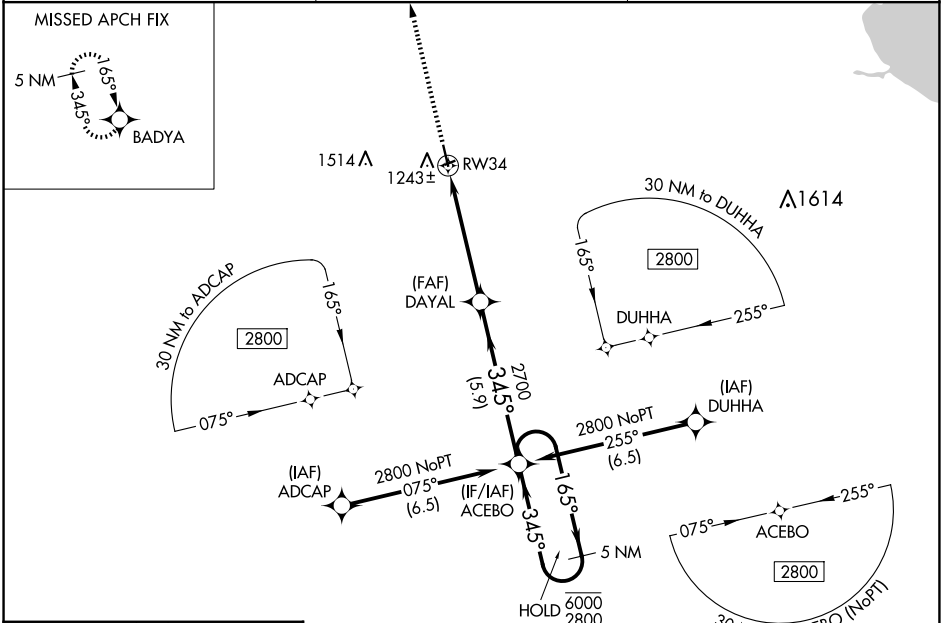 MISSED APCH FIX
5 NM
165°
345°
BADYA
1514
1243±
RW34
30 NM to DUHHA
1614
165°
2800
DUHHA
255°
30 NM to ADCAP
165°
2800
ADCAP
075°
(FAF)
DAYAL
2700
345°
(5.9)
(IAF)
DUHHA
2800 NoPT
255°
(6.5)
(IAF)
ADCAP
2800 NoPT
075°
(6.5)
(IF/IAF)
ACEBO
345°
165°
5 NM
HOLD
6000
2800
075°
255°
ACEBO
2800
(NoPT)